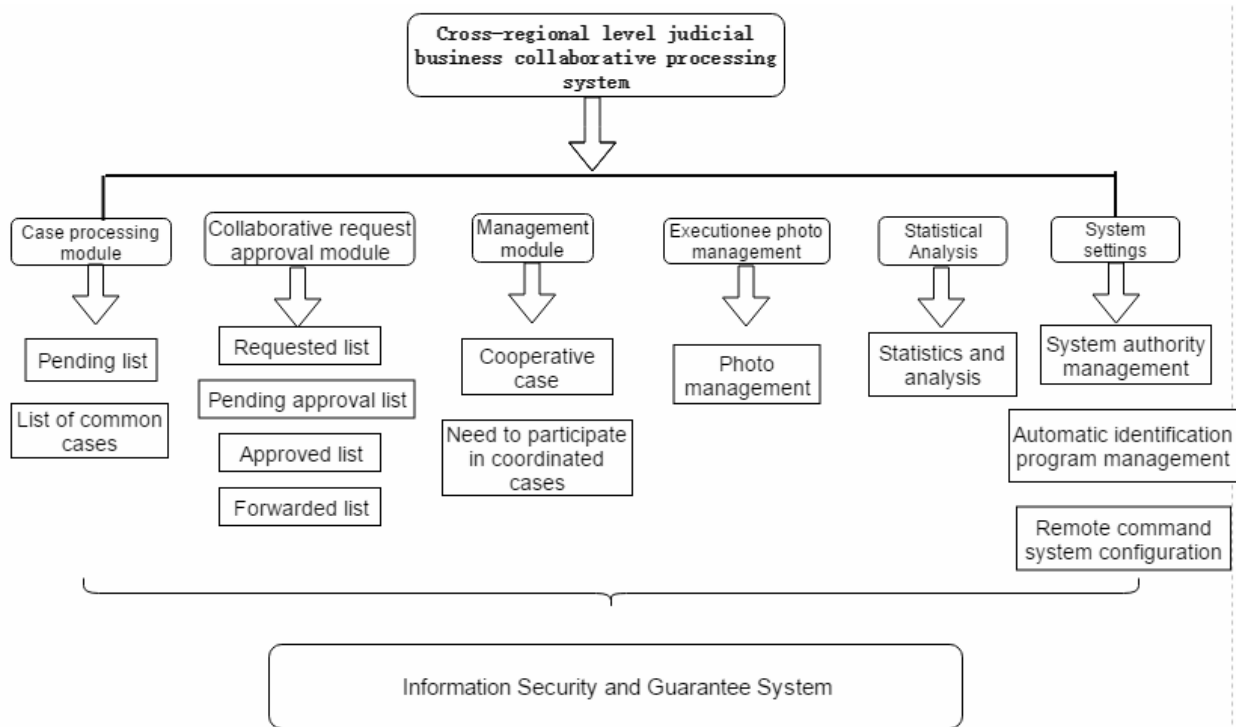 Cross-regional level judicial
business collaborative processing
system
Case processing
module
Collaborative request
approval module
Management
module
Executionee photo
management
Statistical
Analysis
System
settings
Pending list
List of common
cases
Requested list
Pending approval list
Approved list
Forwarded list
Cooperative
case
Need to participate
in coordinated
cases
Photo
management
Statistics and
analysis
System authority
management
Automatic identification
program management
Remote command
system configuration
Information Security and Guarantee System